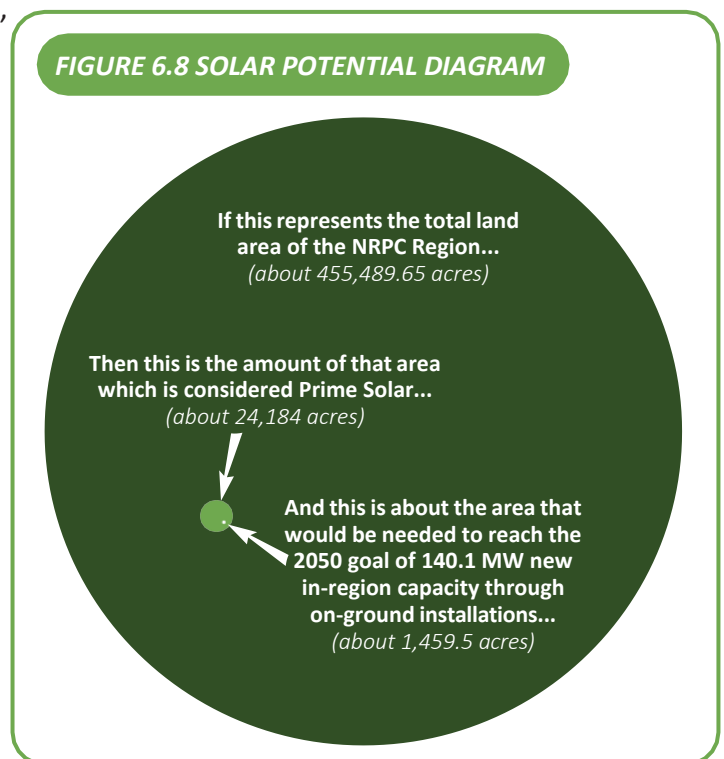 ,
FIGURE 6.8 SOLAR POTENTIAL DIAGRAM
If this represents the total land
area of the NRPC Region...
(about 455,489.65 acres)
Then this is the amount of that area
which is considered Prime Solar...
(about 24,184 acres)
And this is about the area that
would be needed to reach the
2050 goal of 140.1 MW new
in-region capacity through
on-ground installations...
(about 1,459.5 acres)